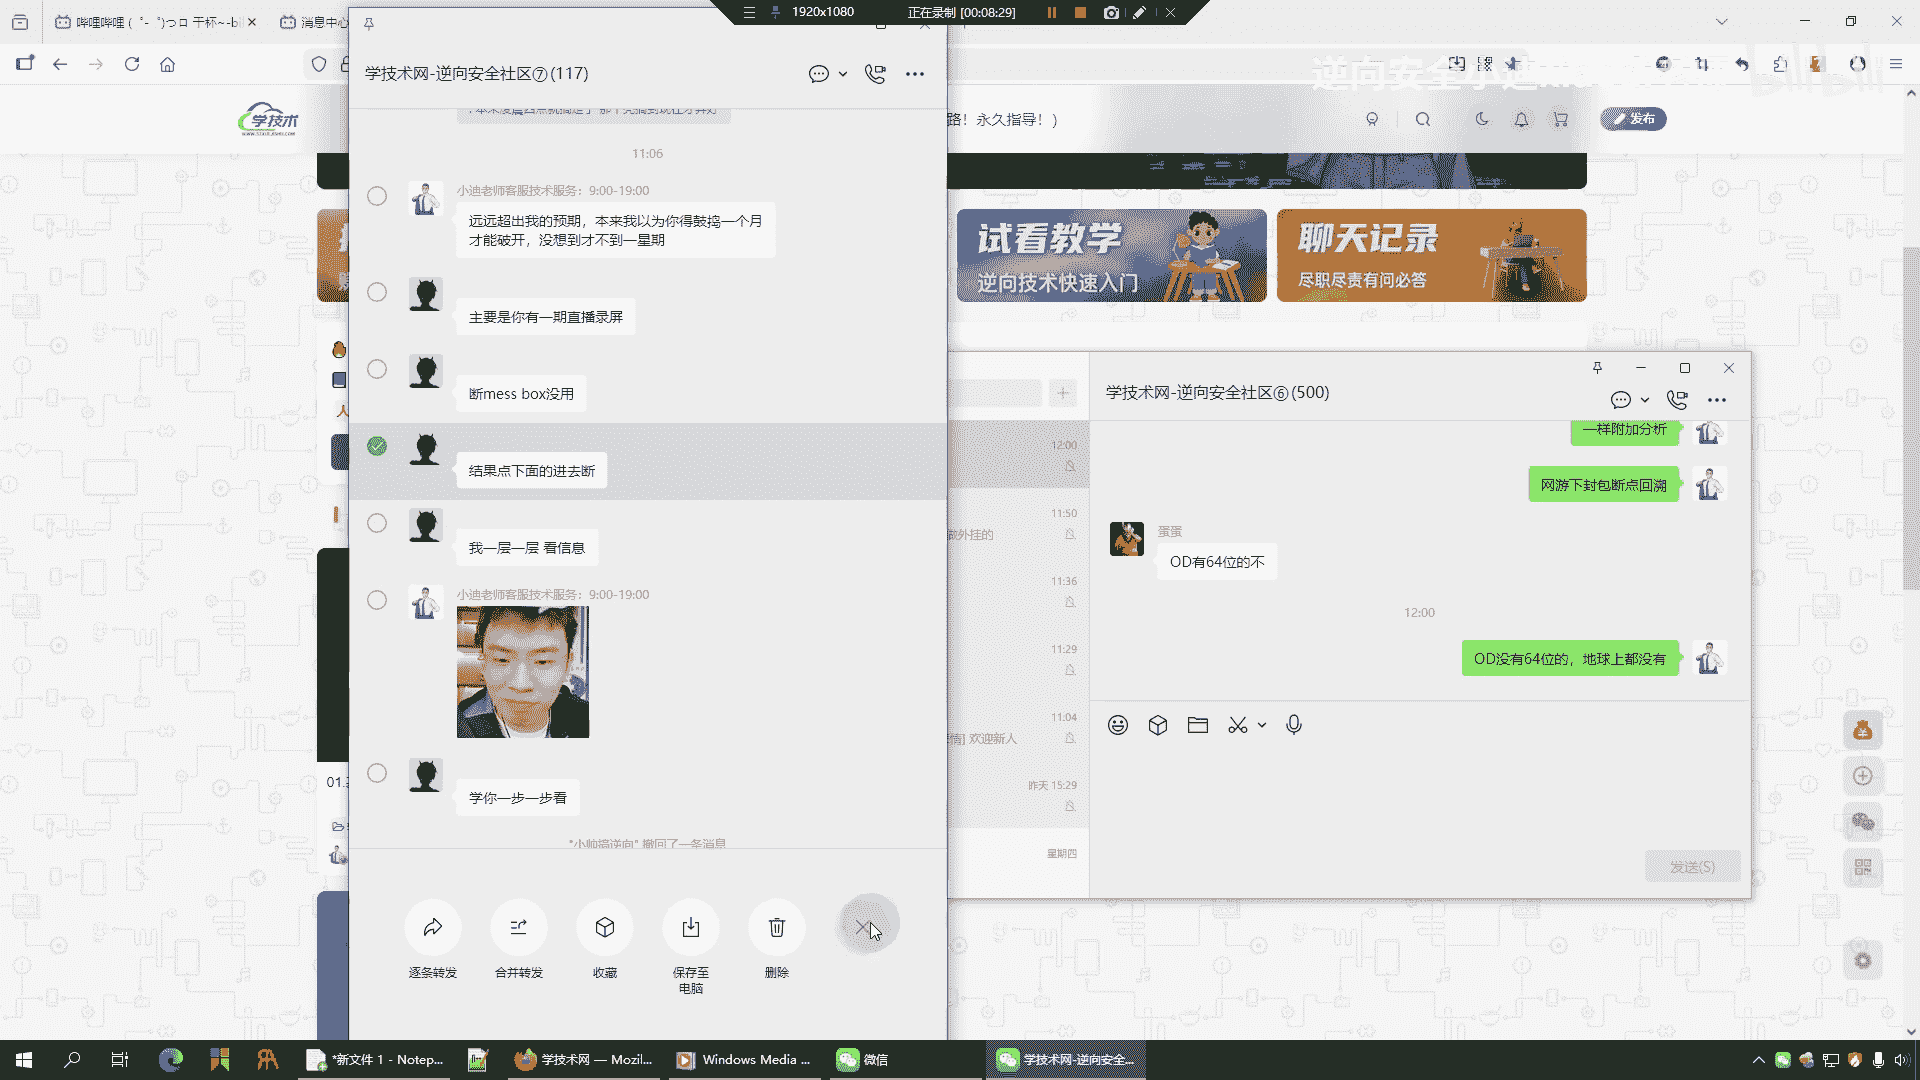 1920x1080
正在录制 [00:08:29]
哔哩哔哩 (゜-゜)つロ 干杯~-bi
消息中心
学技术网-逆向安全社区⑦(117)
学技术
路！永久指导！)
发布
11:06
小迪老师客服技术服务：9:00-19:00
远远超出我的预期，本来我以为你得鼓捣一个月
才能破开，没想到才不到一星期
主要是你有一期直播录屏
断mess box没用
结果点下面的进去断
我一层一层 看信息
小迪老师客服技术服务：9:00-19:00
学你一步一步看
"小帅搞逆向" 撤回了一条消息
逐条转发
合并转发
收藏
保存至
电脑
删除
试看教学
逆向技术快速入门
聊天记录
尽职尽责有问必答
学技术网-逆向安全社区⑥(500)
12:00
11:50
做外挂的
11:36
11:29
11:04
欢迎新人
昨天 15:29
星期四
一样附加分析
网游下封包断点回溯
蛋蛋
OD有64位的不
12:00
OD没有64位的，地球上都没有
发送(S)
*新文件 1 - Notep...
学技术网 — Mozil...
Windows Media ...
微信
学技术网-逆向安全...